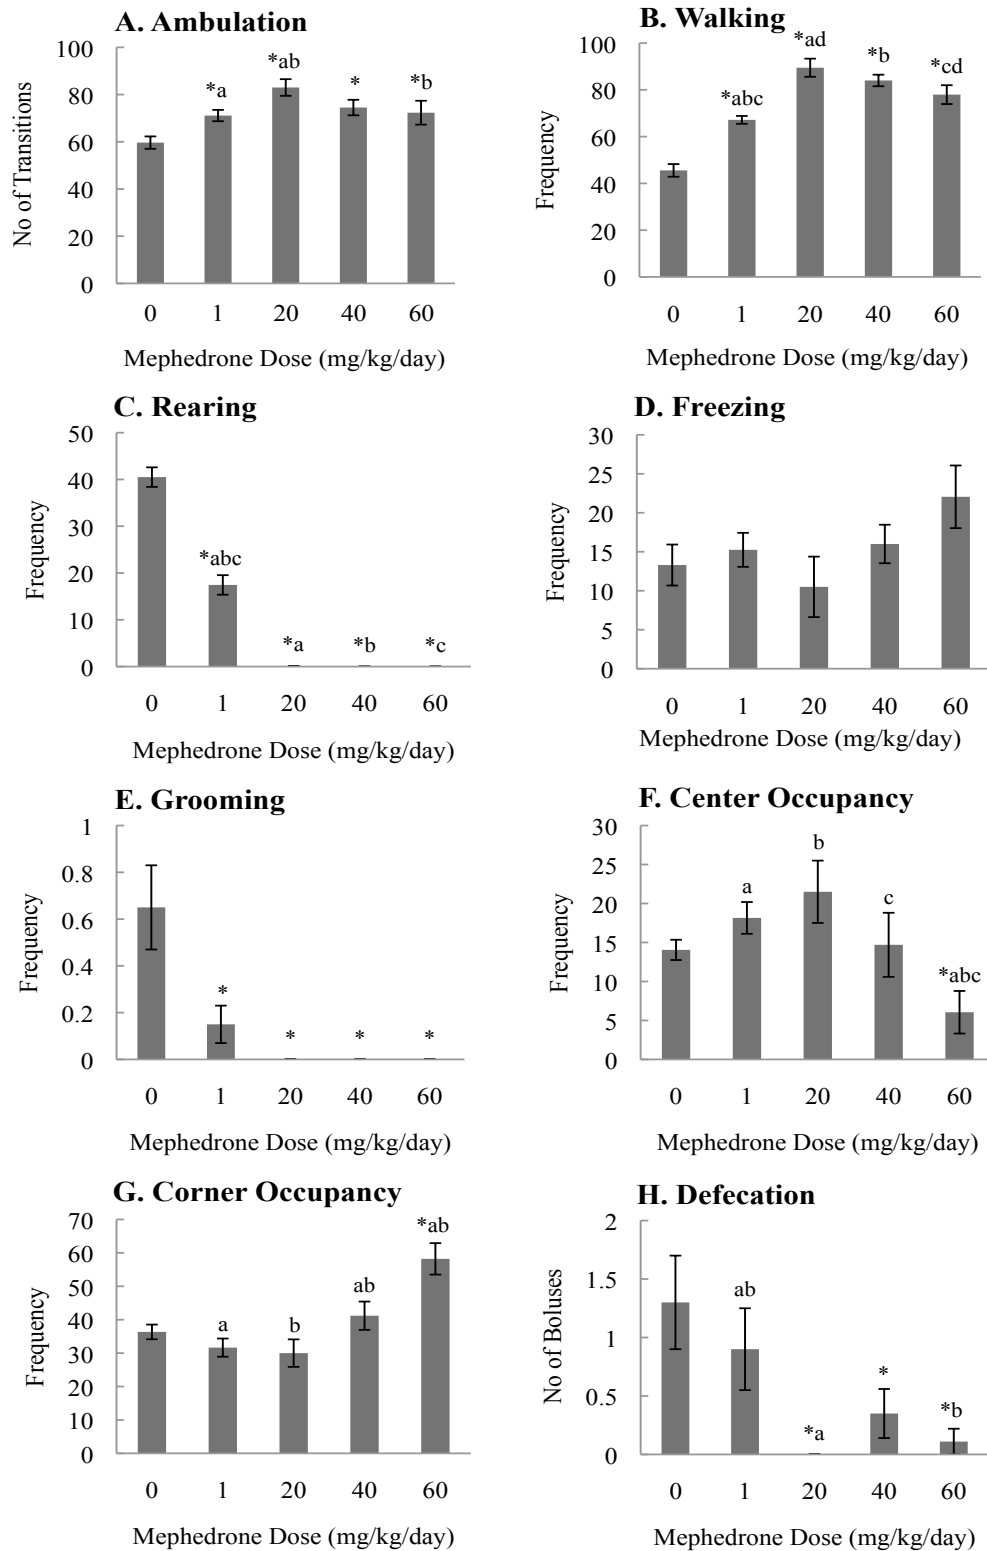 A. Ambulation
No of Transitions
100
80
60
40
20
0
*a
*ab
*
*b
0 1 20 40 60
Mephedrone Dose (mg/kg/day)
B. Walking
Frequency
100
80
60
40
20
0
*abc
*ad
*b
*cd
0 1 20 40 60
Mephedrone Dose (mg/kg/day)
C. Rearing
Frequency
50
40
30
20
10
0
*abc
*a
*b
*c
0 1 20 40 60
Mephedrone Dose (mg/kg/day)
D. Freezing
Frequency
30
25
20
15
10
5
0
0 1 20 40 60
Mephedrone Dose (mg/kg/day)
E. Grooming
Frequency
1
0.8
0.6
0.4
0.2
0
*
*
*
*
0 1 20 40 60
Mephedrone Dose (mg/kg/day)
F. Center Occupancy
Frequency
30
25
20
15
10
5
0
a
b
c
*abc
0 1 20 40 60
Mephedrone Dose (mg/kg/day)
G. Corner Occupancy
Frequency
70
60
50
40
30
20
10
0
a
b
ab
*ab
0 1 20 40 60
Mephedrone Dose (mg/kg/day)
H. Defecation
No of Boluses
2
1.5
1
0.5
0
ab
*a
*
*b
0 1 20 40 60
Mephedrone Dose (mg/kg/day)